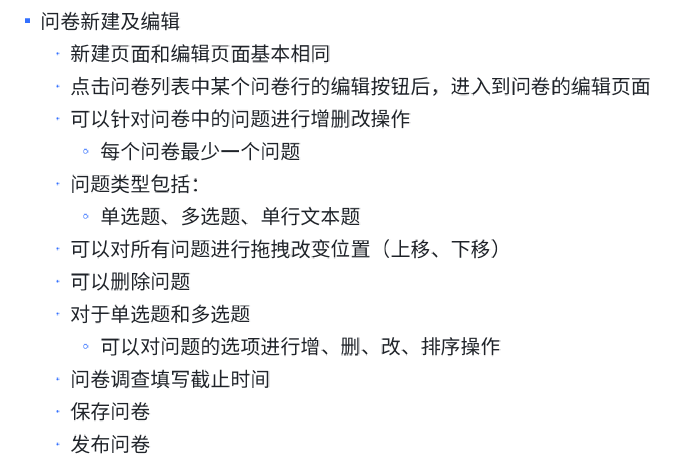 问卷新建及编辑
新建页面和编辑页面基本相同
点击问卷列表中某个问卷行的编辑按钮后，进入到问卷的编辑页面
可以针对问卷中的问题进行增删改操作
每个问卷最少一个问题
问题类型包括：
单选题、多选题、单行文本题
可以对所有问题进行拖拽改变位置（上移、下移）
可以删除问题
对于单选题和多选题
可以对问题的选项进行增、删、改、排序操作
问卷调查填写截止时间
保存问卷
发布问卷